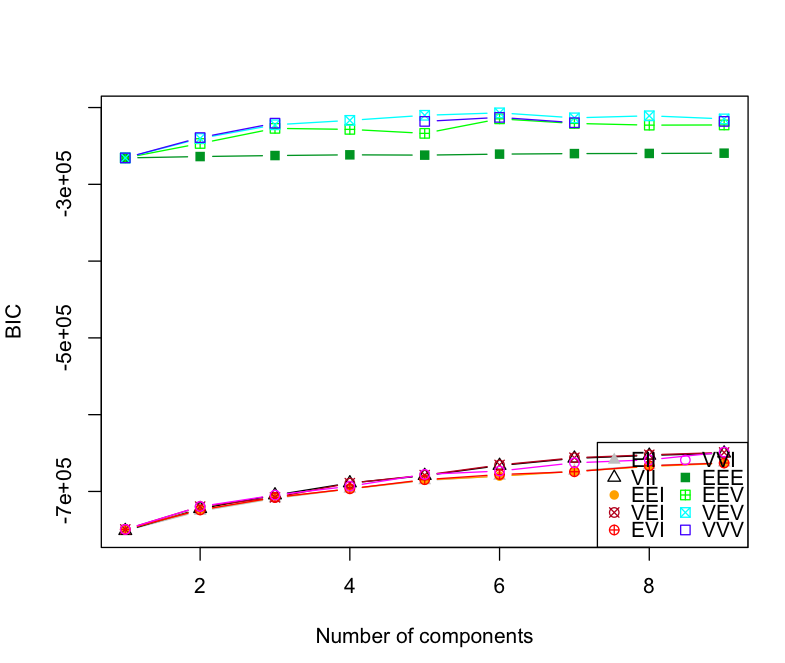 BIC
-3e+05
-5e+05
-7e+05
EII VVI
VII EEE
EEI EEV
VEI VEV
EVI VVV
2 4 6 8
Number of components